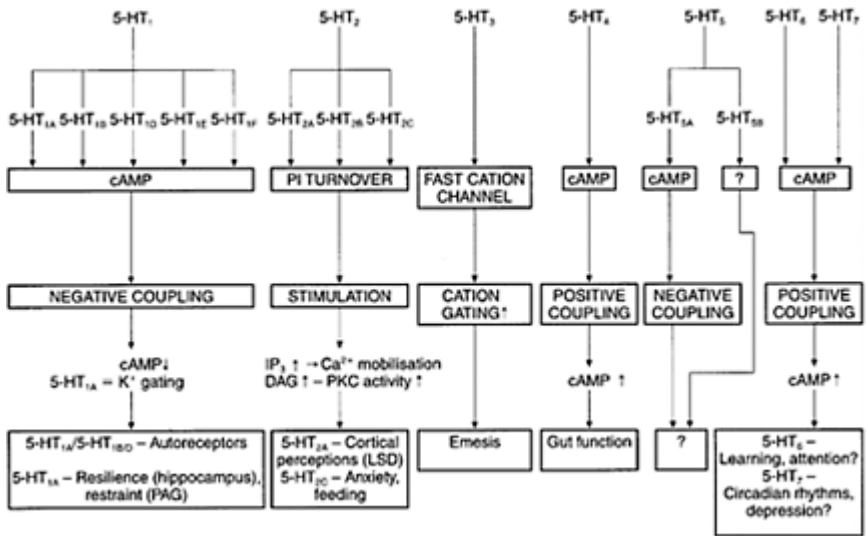 5-HT₁ 5-HT₂ 5-HT₃ 5-HT₄ 5-HT₅ 5-HT₆ 5-HT₇
5-HT₁A 5-HT₁B 5-HT₁D 5-HT₁E 5-HT₁F 5-HT₂A 5-HT₂B 5-HT₂C 5-HT₅A 5-HT₅B
cAMP PI TURNOVER FAST CATION cAMP cAMP ? cAMP
CHANNEL
NEGATIVE COUPLING STIMULATION CATION POSITIVE NEGATIVE POSITIVE
GATING↑ COUPLING COUPLING COUPLING
cAMP↓ IP₃ ↑ → Ca²⁺ mobilisation cAMP ↑ cAMP↑
5-HT₁A – K⁺ gating DAG ↑ – PKC activity ↑
5-HT₁A/5-HT₁B/D – Autoreceptors 5-HT₂A – Cortical Emesis Gut function ? 5-HT₆ –
perceptions (LSD) Learning, attention?
5-HT₁A – Resilience (hippocampus), 5-HT₂C – Anxiety, 5-HT₇ –
restraint (PAG) feeding Circadian rhythms,
depression?